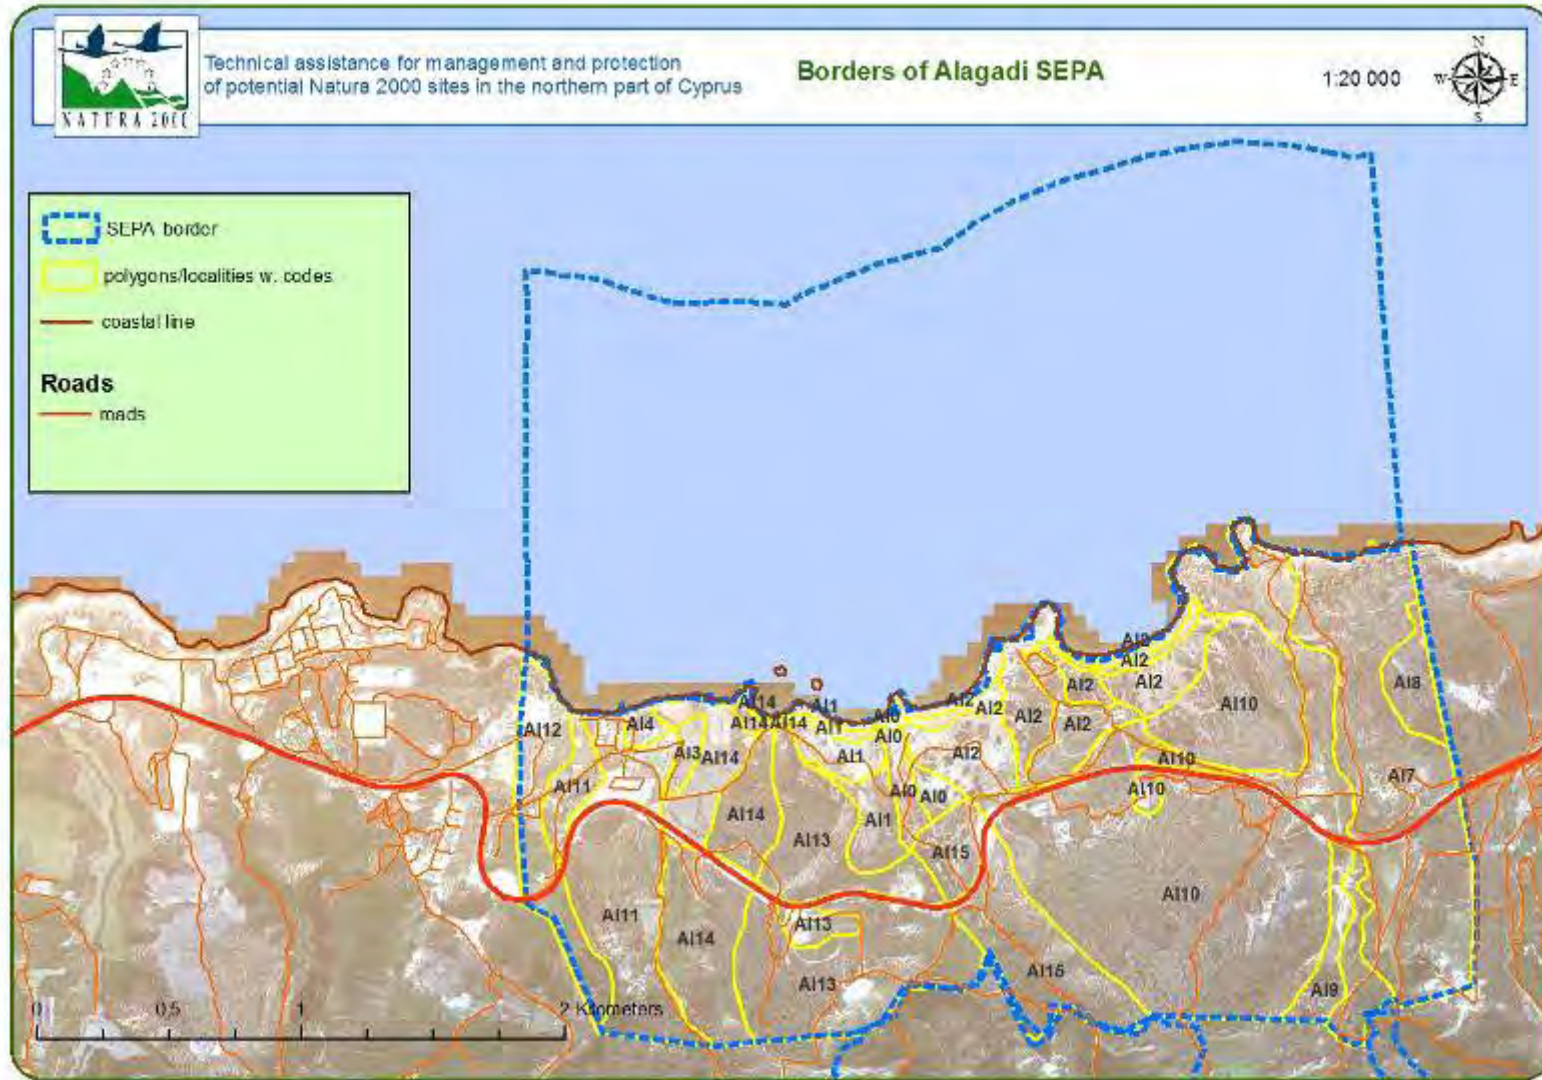 NATURA 2000
Technical assistance for management and protection
of potential Natura 2000 sites in the northern part of Cyprus
Borders of Alagadi SEPA
1:20 000
N
W
E
S
SEPA border
polygons/localities w. codes
coastal line
Roads
roads
Al0
Al2
Al2
Al2
Al8
Al14
Al1
Al2
Al2
Al2
Al2
Al10
Al12
Al4
Al14
Al14
Al1
Al0
Al0
Al3
Al14
Al1
Al2
Al10
Al7
Al11
Al10
Al0
Al0
Al14
Al13
Al1
Al15
Al10
Al11
Al14
Al13
Al13
Al15
Al9
0
0,5
1
2 Kilometers